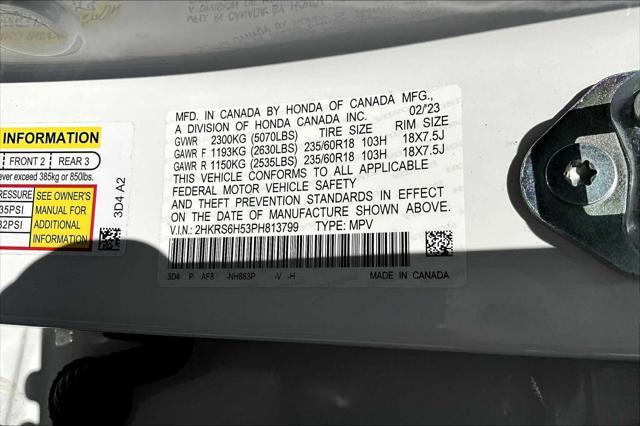 MFD. IN CANADA BY HONDA OF CANADA MFG.,
A DIVISION OF HONDA CANADA INC. 02/'23
GVWR 2300KG (5070LBS) TIRE SIZE RIM SIZE
GAWR F 1193KG (2630LBS) 235/60R18 103H 18X7.5J
GAWR R 1150KG (2535LBS) 235/60R18 103H 18X7.5J
THIS VEHICLE CONFORMS TO ALL APPLICABLE
FEDERAL MOTOR VEHICLE SAFETY
AND THEFT PREVENTION STANDARDS IN EFFECT
ON THE DATE OF MANUFACTURE SHOWN ABOVE.
V.I.N.: 2HKRS6H53PH813799 TYPE: MPV
3D4 P AF8 -NH883P -V -H MADE IN CANADA
INFORMATION
FRONT 2 REAR 3
never exceed 385kg or 850lbs.
SEE OWNER'S
MANUAL FOR
ADDITIONAL
INFORMATION
35PSI
32PSI
3D4 A2